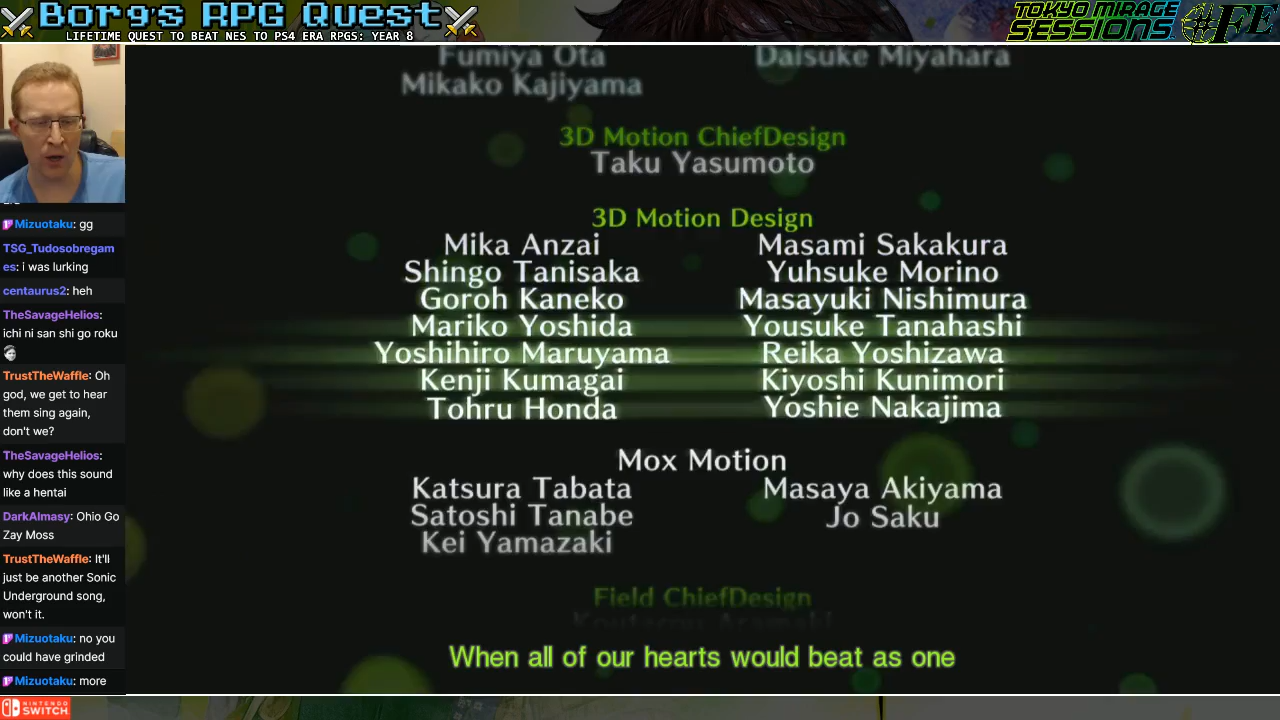 Borg's RPG Quest
LIFETIME QUEST TO BEAT NES TO PS4 ERA RPGS: YEAR 8
TOKYO MIRAGE
SESSIONS #FE
Mizuotaku: gg
TSG_Tudosobregam
es: i was lurking
centaurus2: heh
TheSavageHelios:
ichi ni san shi go roku
TrustTheWaffle: Oh
god, we get to hear
them sing again,
don't we?
TheSavageHelios:
why does this sound
like a hentai
DarkAlmasy: Ohio Go
Zay Moss
TrustTheWaffle: It'll
just be another Sonic
Underground song,
won't it.
Mizuotaku: no you
could have grinded
Mizuotaku: more
NINTENDO
SWITCH
Fumiya Ota Daisuke Miyahara
Mikako Kajiyama
3D Motion ChiefDesign
Taku Yasumoto
3D Motion Design
Mika Anzai Masami Sakakura
Shingo Tanisaka Yuhsuke Morino
Goroh Kaneko Masayuki Nishimura
Mariko Yoshida Yousuke Tanahashi
Yoshihiro Maruyama Reika Yoshizawa
Kenji Kumagai Kiyoshi Kunimori
Tohru Honda Yoshie Nakajima
Mox Motion
Katsura Tabata Masaya Akiyama
Satoshi Tanabe Jo Saku
Kei Yamazaki
Field ChiefDesign
When all of our hearts would beat as one